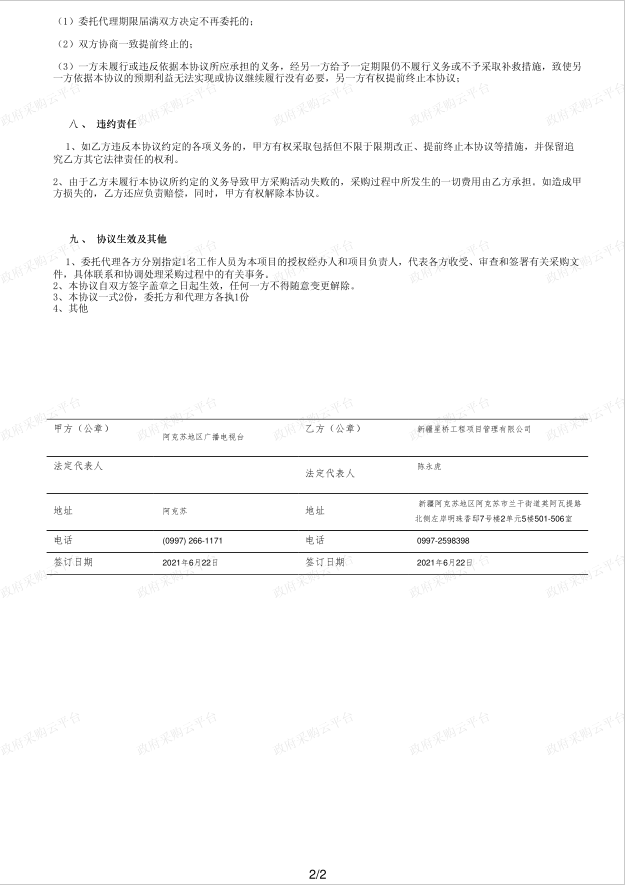 （1）委托代理期限届满双方决定不再委托的；
（2）双方协商一致提前终止的；
（3）一方未履行或违反依据本协议所应承担的义务，经另一方给予一定期限仍不履行义务或不予采取补救措施，致使另
一方依据本协议的预期利益无法实现或协议继续履行没有必要，另一方有权提前终止本协议；
八 、 违约责任
1、如乙方违反本协议约定的各项义务的，甲方有权采取包括但不限于限期改正、提前终止本协议等措施，并保留追
究乙方其它法律责任的权利。
2、由于乙方未履行本协议所约定的义务导致甲方采购活动失败的，采购过程中所发生的一切费用由乙方承担。如造成甲
方损失的，乙方还应负责赔偿，同时，甲方有权解除本协议。
九 、 协议生效及其他
1、委托代理各方分别指定1名工作人员为本项目的授权经办人和项目负责人，代表各方收受、审查和签署有关采购文
件，具体联系和协调处理采购过程中的有关事务。
2、本协议自双方签字盖章之日起生效，任何一方不得随意变更解除。
3、本协议一式2份，委托方和代理方各执1份
4、其他
甲方（公章） 阿克苏地区广播电视台 乙方（公章） 新疆星桥工程项目管理有限公司
法定代表人 法定代表人 陈永虎
地址 阿克苏 地址 新疆阿克苏地区阿克苏市兰干街道英阿瓦提路
北侧左岸明珠香邸7号楼2单元5楼501-506室
电话 (0997) 266-1171 电话 0997-2598398
签订日期 2021年6月22日 签订日期 2021年6月22日
政府采购云平台
2/2